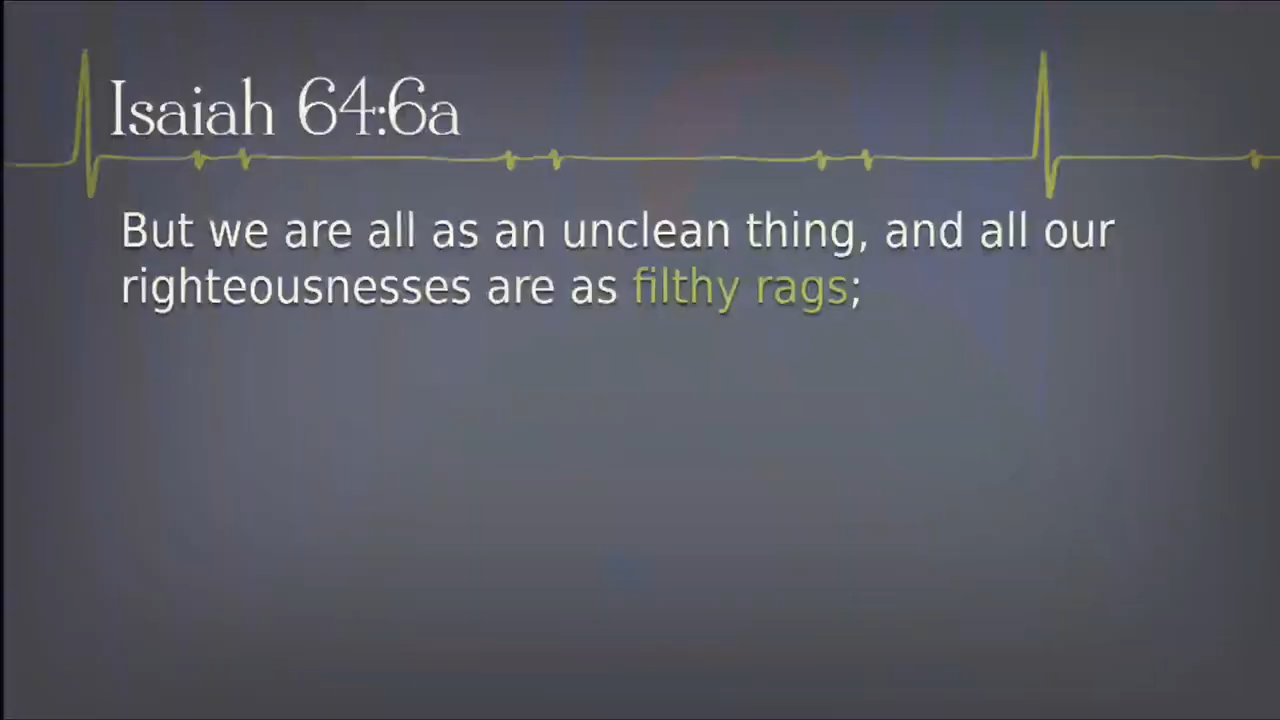 Isaiah 64:6a
But we are all as an unclean thing, and all our
righteousnesses are as filthy rags;